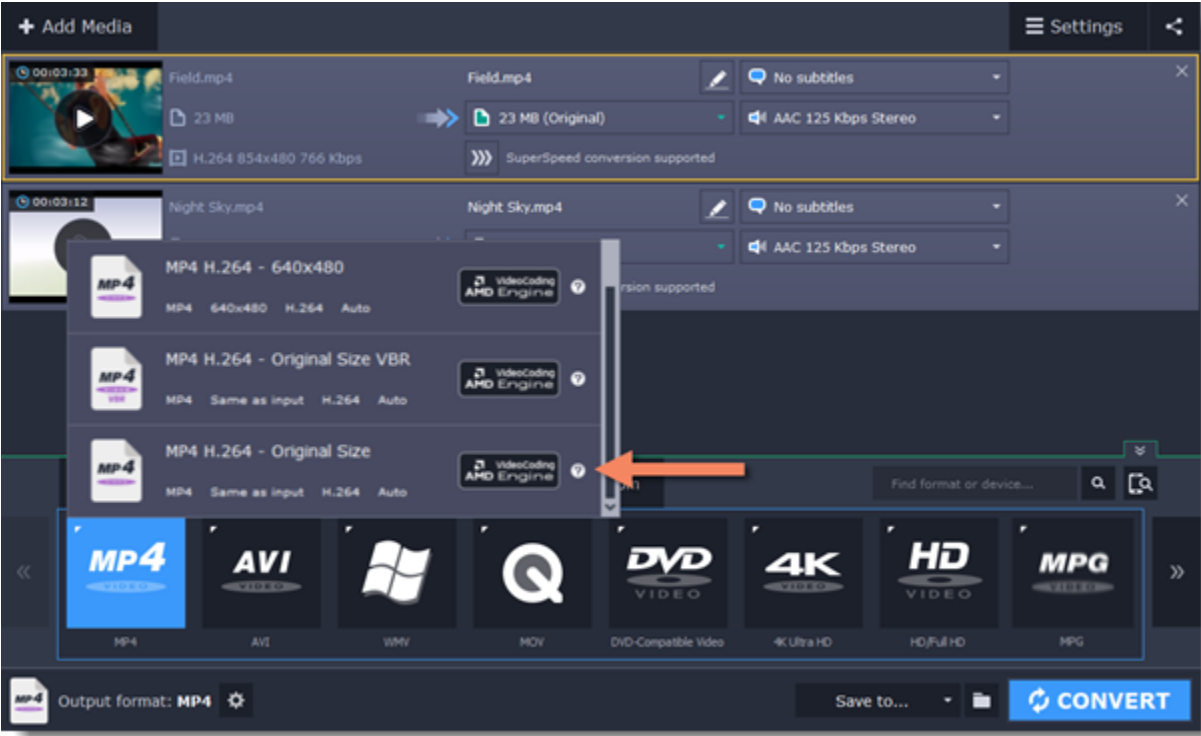 Add Media
Settings
00:03:33
Field.mp4
Field.mp4
No subtitles
23 MB
23 MB (Original)
AAC 125 Kbps Stereo
H.264 854x480 766 Kbps
SuperSpeed conversion supported
00:03:12
Night Sky.mp4
Night Sky.mp4
No subtitles
AAC 125 Kbps Stereo
rsion supported
MP4
MP4 H.264 - 640x480
MP4 640x480 H.264 Auto
VideoCoding
AMD Engine
?
MP4
VBR
MP4 H.264 - Original Size VBR
MP4 Same as input H.264 Auto
VideoCoding
AMD Engine
?
MP4
MP4 H.264 - Original Size
MP4 Same as input H.264 Auto
VideoCoding
AMD Engine
?
Find format or device...
MP4
VIDEO
MP4
AVI
VIDEO
AVI
WMV
MOV
DVD
VIDEO
DVD-Compatible Video
4K
VIDEO
4K Ultra HD
HD
VIDEO
HD/Full HD
MPG
VIDEO
MPG
MP4
Output format: MP4
Save to...
CONVERT